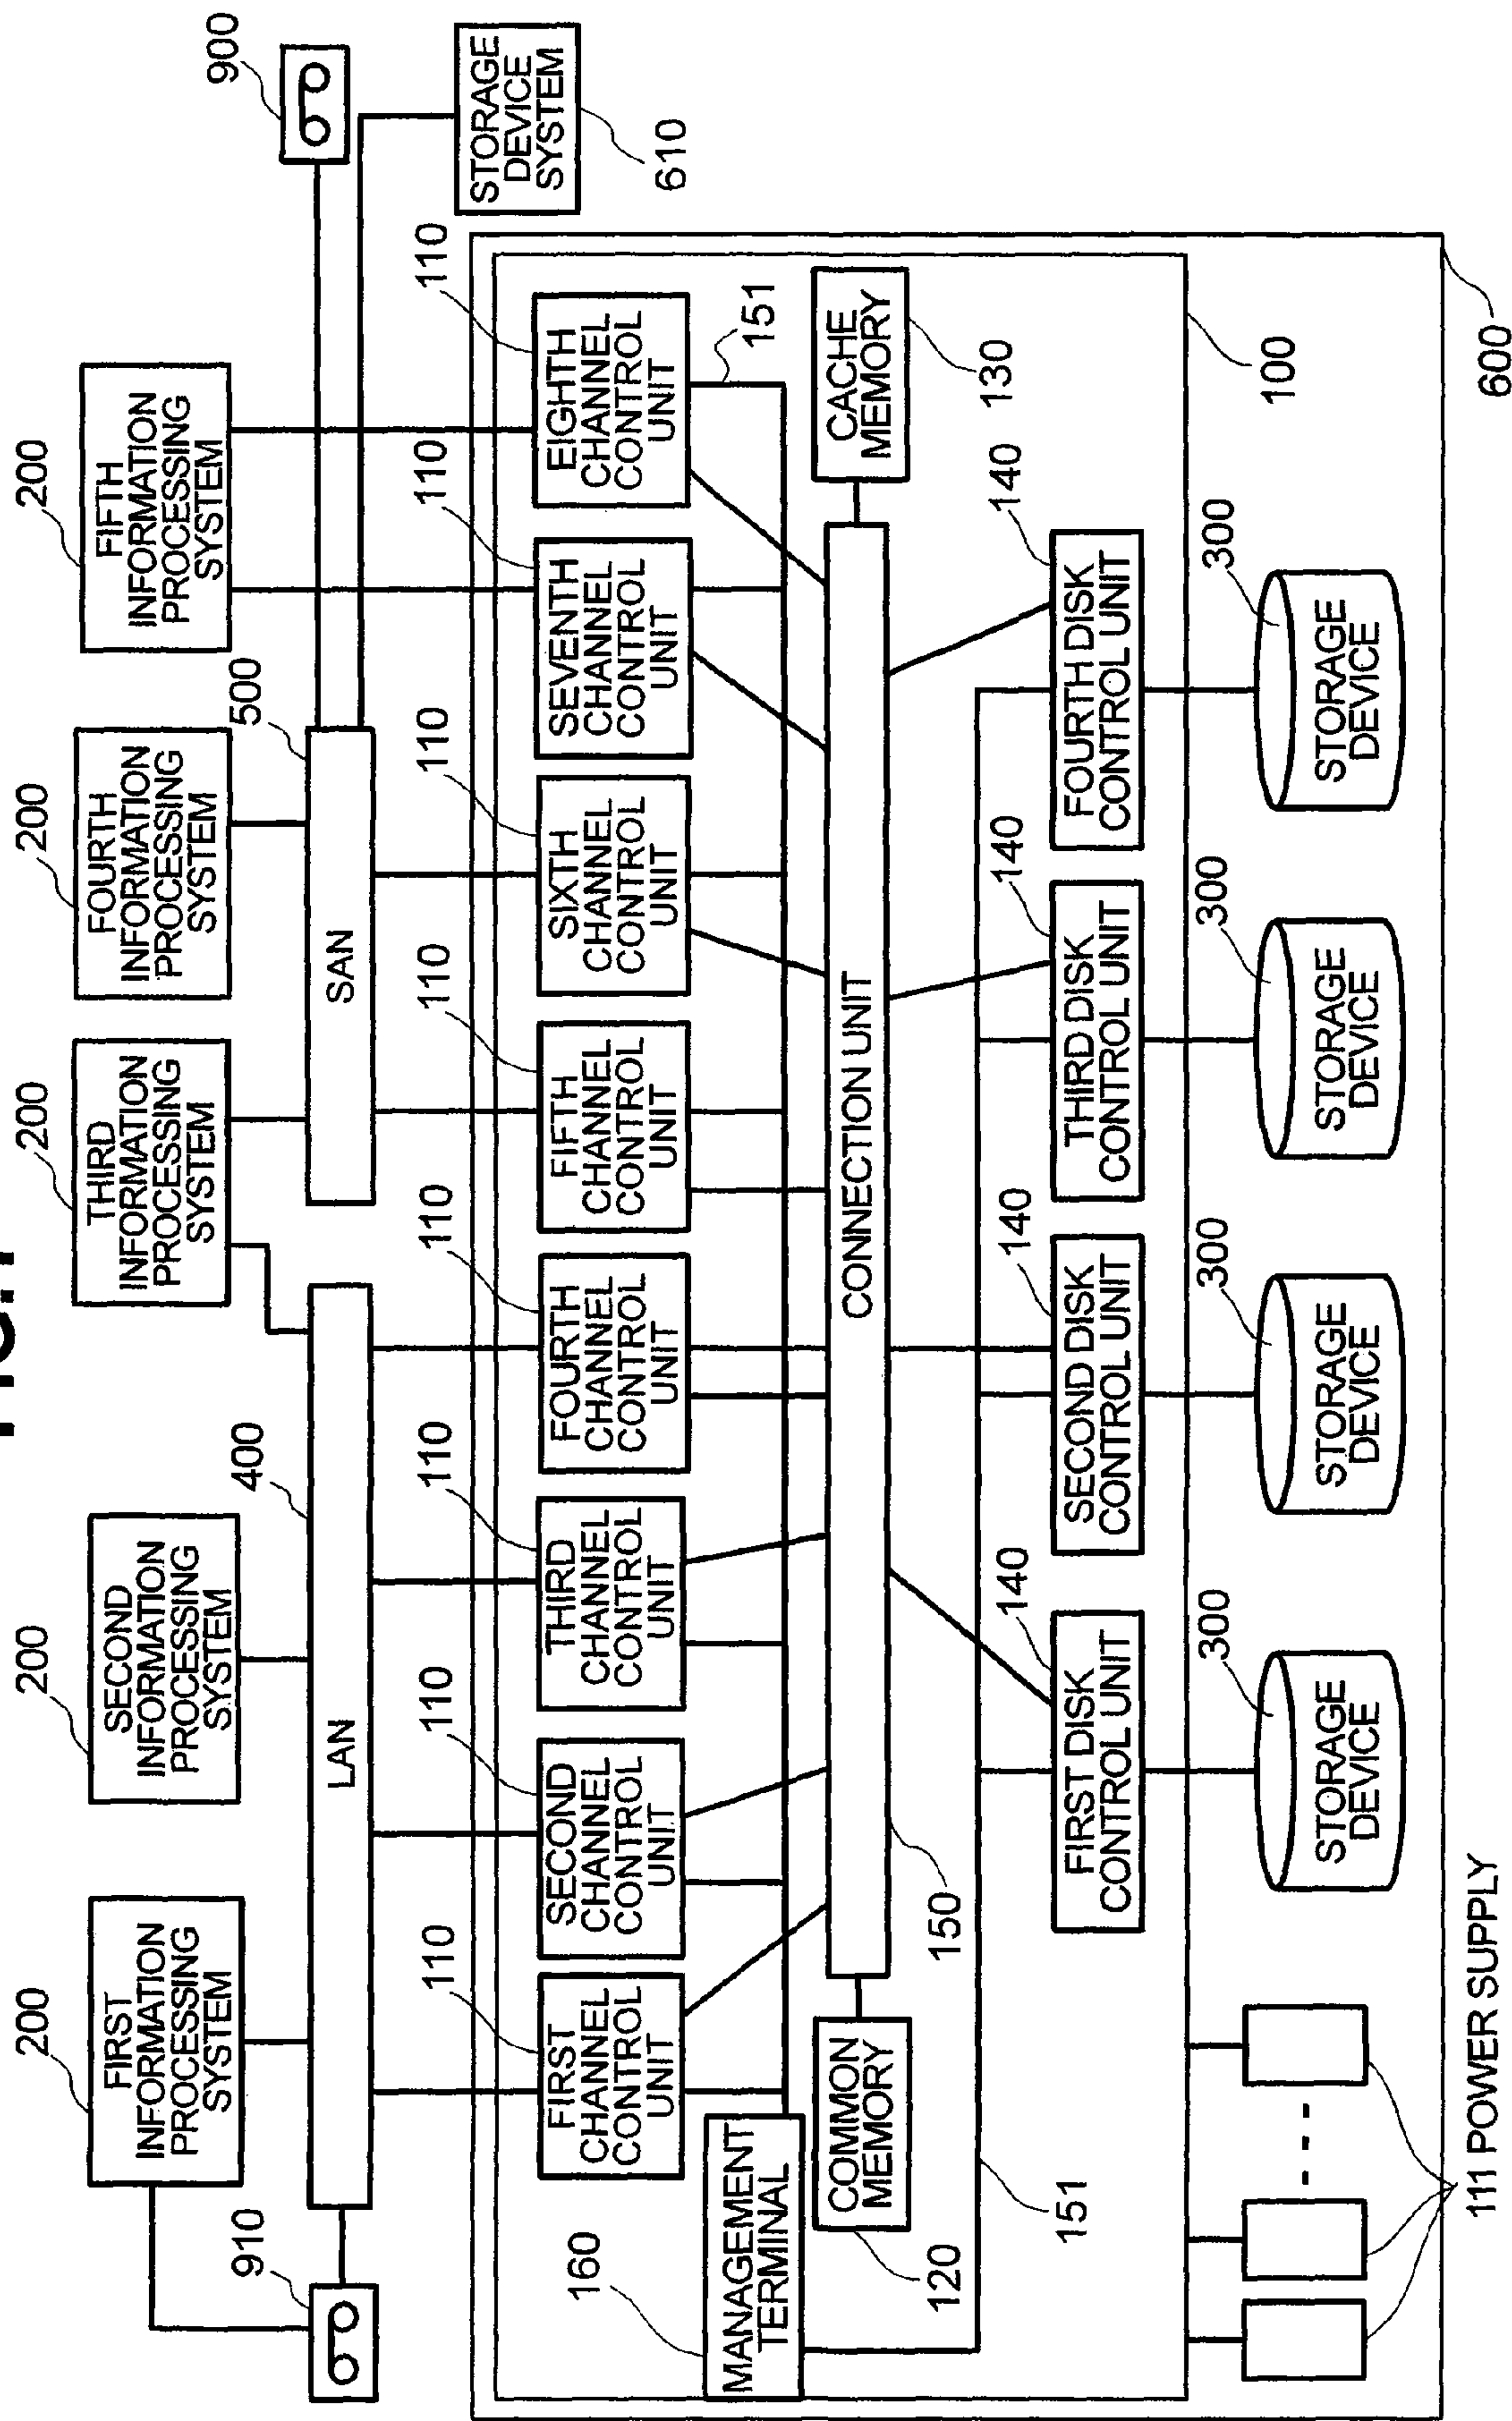 FIG.1
200
FIRST
INFORMATION
PROCESSING
SYSTEM
200
SECOND
INFORMATION
PROCESSING
SYSTEM
200
THIRD
INFORMATION
PROCESSING
SYSTEM
200
FOURTH
INFORMATION
PROCESSING
SYSTEM
200
FIFTH
INFORMATION
PROCESSING
SYSTEM
910
400
LAN
500
SAN
900
STORAGE
DEVICE
SYSTEM
610
110
FIRST
CHANNEL
CONTROL
UNIT
110
SECOND
CHANNEL
CONTROL
UNIT
110
THIRD
CHANNEL
CONTROL
UNIT
110
FOURTH
CHANNEL
CONTROL
UNIT
110
FIFTH
CHANNEL
CONTROL
UNIT
110
SIXTH
CHANNEL
CONTROL
UNIT
110
SEVENTH
CHANNEL
CONTROL
UNIT
110
EIGHTH
CHANNEL
CONTROL
UNIT
151
160
MANAGEMENT
TERMINAL
COMMON
MEMORY
120
CONNECTION UNIT
150
CACHE
MEMORY
130
151
140
FIRST DISK
CONTROL UNIT
140
SECOND DISK
CONTROL UNIT
140
THIRD DISK
CONTROL UNIT
140
FOURTH DISK
CONTROL UNIT
100
300
STORAGE
DEVICE
300
STORAGE
DEVICE
300
STORAGE
DEVICE
300
STORAGE
DEVICE
111 POWER SUPPLY
600